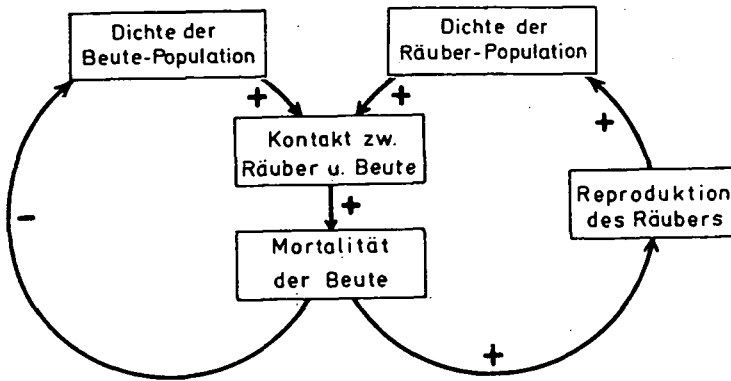 Dichte der
Beute-Population
Dichte der
Räuber-Population
+
+
Kontakt zw.
Räuber u. Beute
+
+
Reproduktion
des Räubers
-
Mortalität
der Beute
+